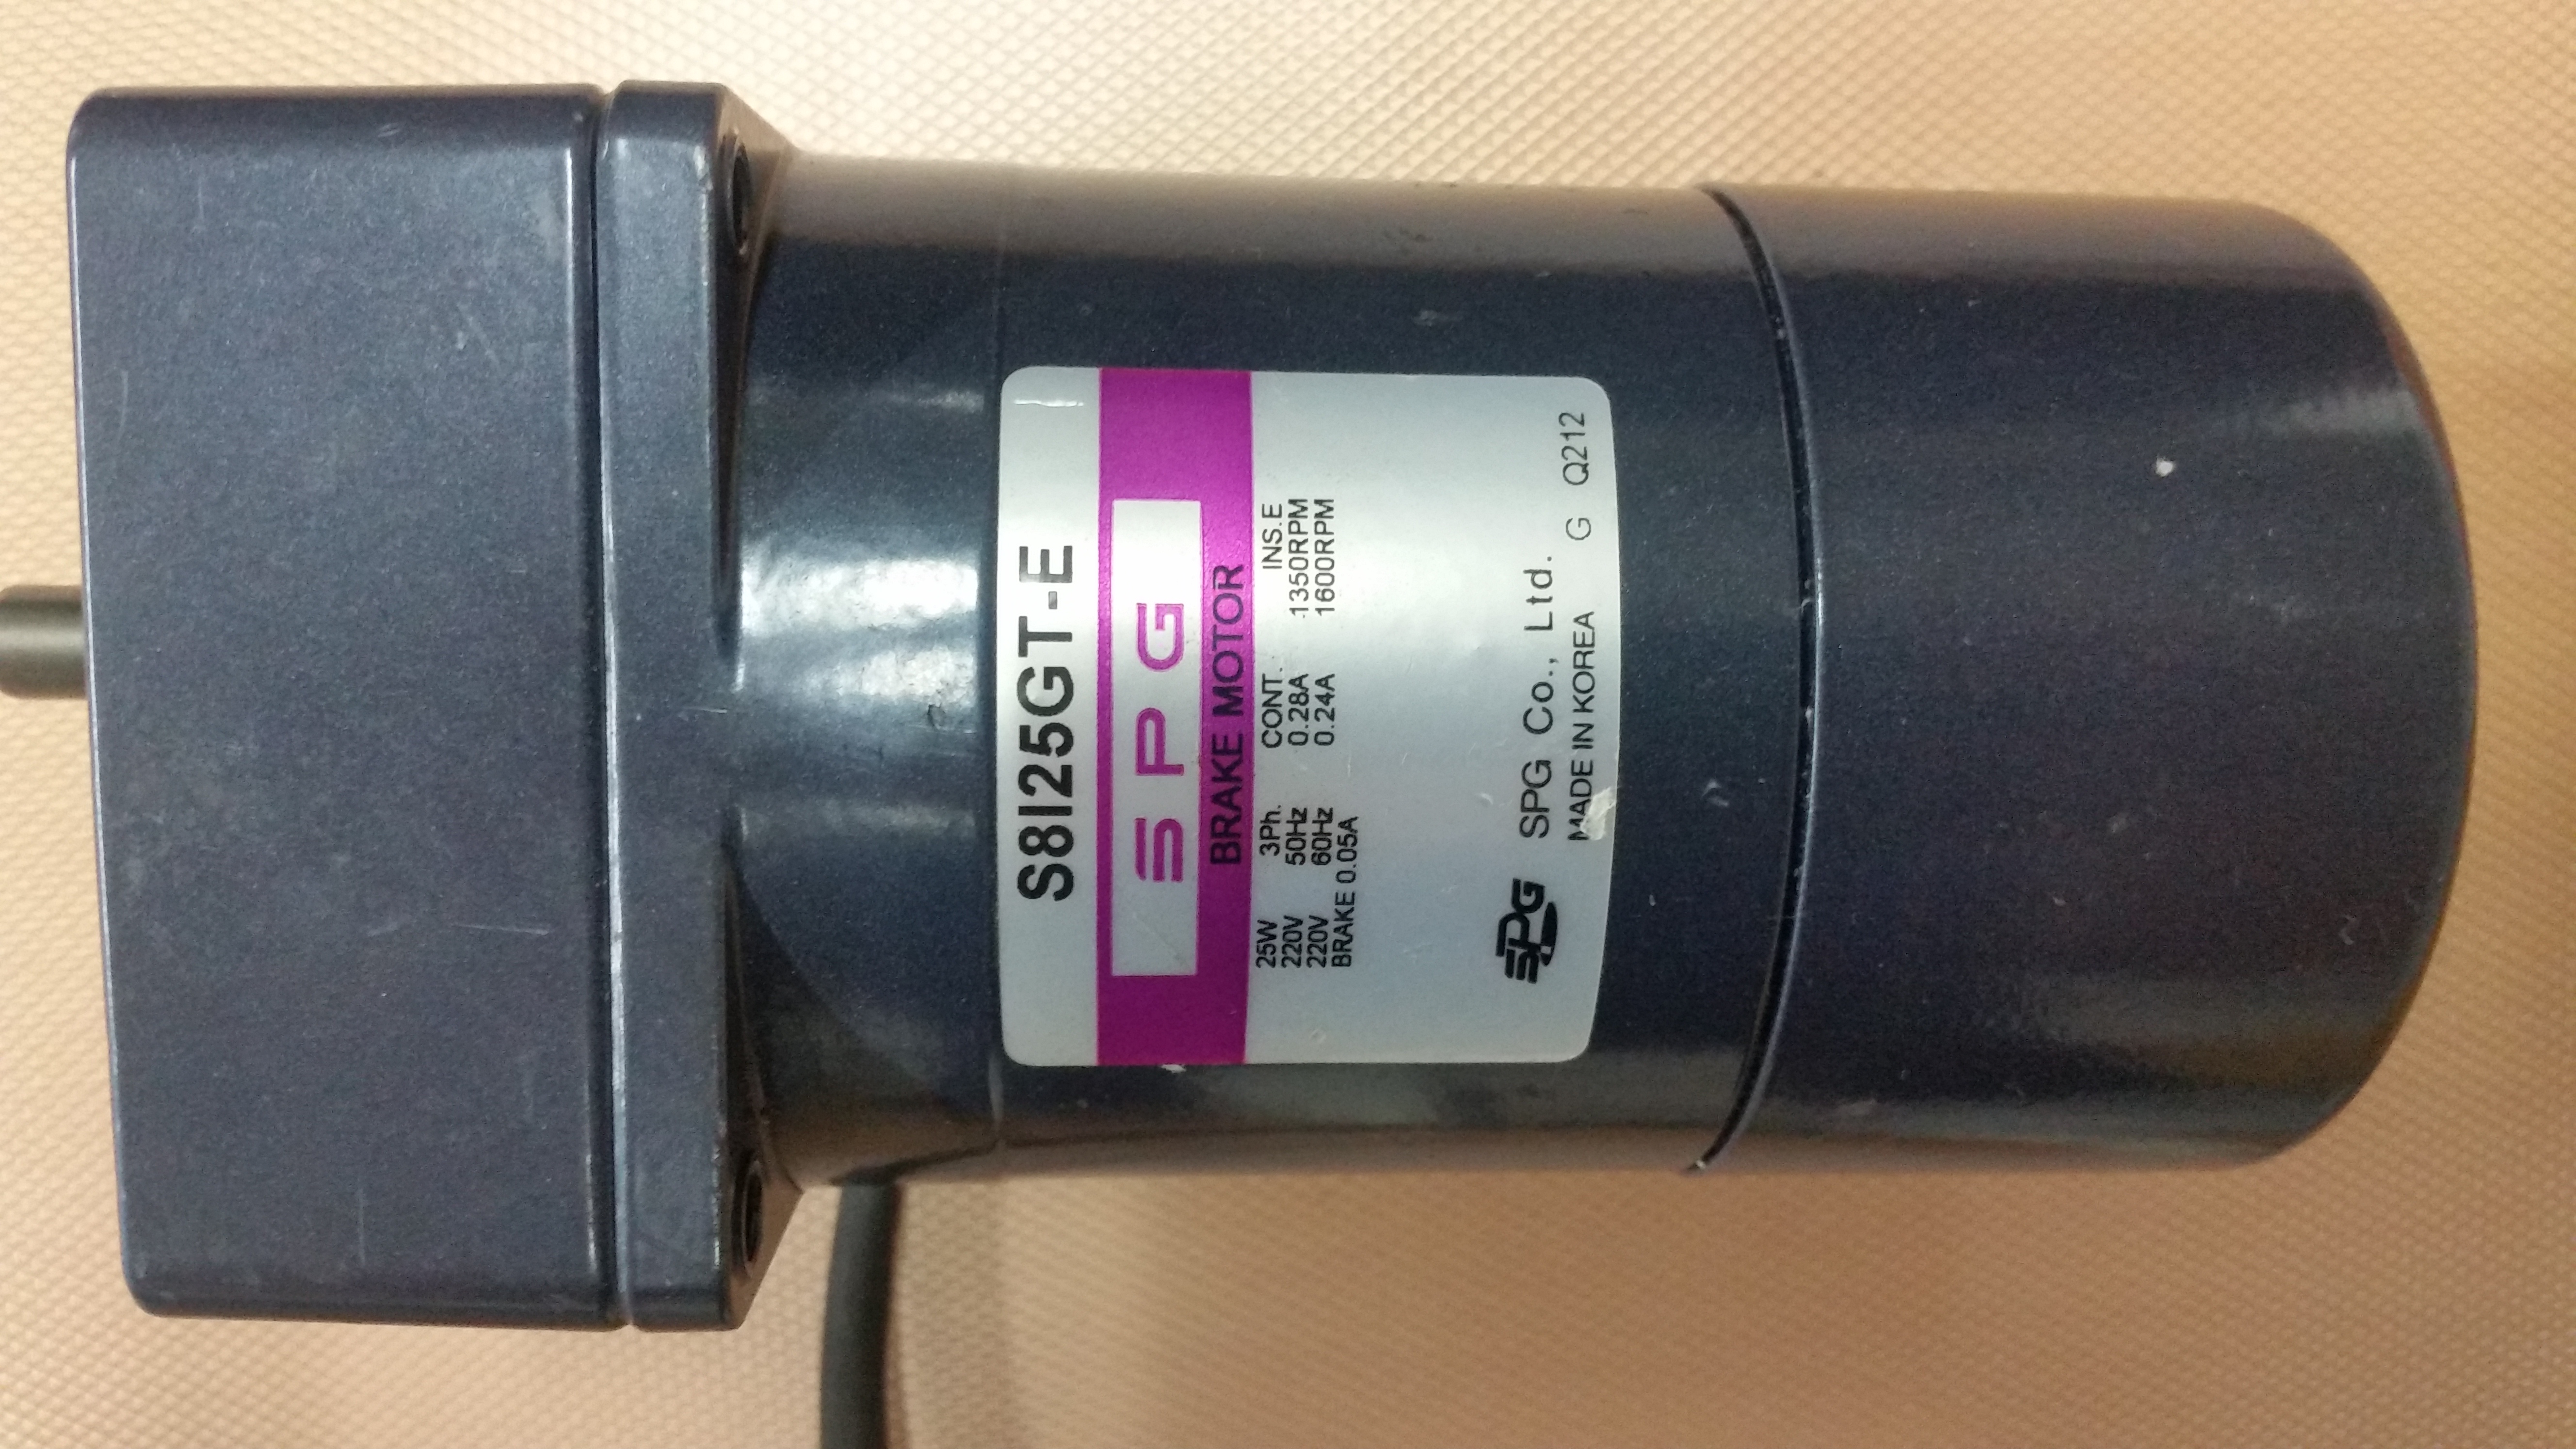 S8I25GT-E
SPG
BRAKE MOTOR
25W 3Ph. CONT. INS.E
220V 50Hz 0.28A 1350RPM
220V 60Hz 0.24A 1600RPM
BRAKE 0.05A
SPG SPG Co., Ltd.
MADE IN KOREA G Q212